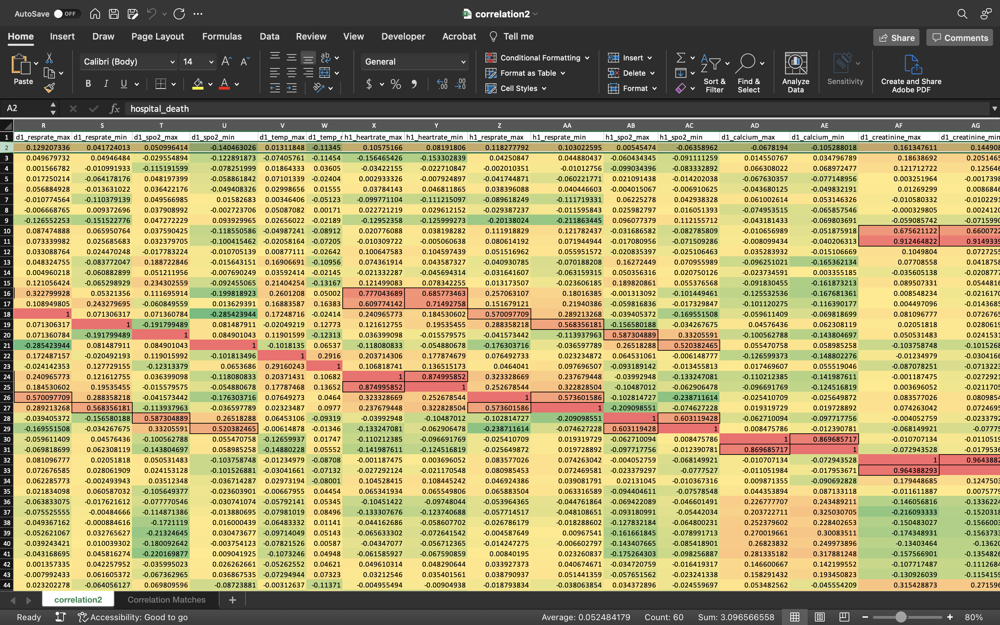 AutoSave OFF correlation2
Home Insert Draw Page Layout Formulas Data Review View Developer Acrobat Tell me Share Comments
Paste Calibri (Body) 14 General Conditional Formatting Format as Table Cell Styles Insert Delete Format Sort & Filter Find & Select Analyze Data Sensitivity Create and Share Adobe PDF
A2 fx hospital_death
R S T U V W X Y Z AA AB AC AD AE AF AG
1 d1_resprate_max d1_resprate_min d1_spo2_max d1_spo2_min d1_temp_max d1_temp_r h1_heartrate_max h1_heartrate_min h1_resprate_max h1_resprate_min h1_spo2_max h1_spo2_min d1_calcium_max d1_calcium_min d1_creatinine_max d1_creatinine_min
2 0.129207336 0.041724013 0.050996414 -0.140463026 0.01311848 -0.11345 0.10575166 0.08191806 0.118277792 0.103022595 0.00545474 -0.06358962 -0.0678194 -0.105288018 0.161347611 0.144908
3 0.049679732 0.04946484 -0.029554894 -0.122891873 -0.07405761 -0.11454 -0.156465426 -0.153302839 0.04250847 0.044880437 -0.060434345 -0.091111259 0.014550767 0.034796789 0.18638692 0.2051465
4 0.001566782 -0.010991933 -0.115191599 -0.078251999 0.01864333 0.03605 -0.03422155 -0.022710847 -0.002010351 -0.01012756 -0.099034396 -0.083332892 0.066308022 0.068972477 0.121712722 0.125646
5 0.017250214 -0.064178176 0.048197399 -0.058861842 0.07101339 -0.02404 0.002933326 -0.007924897 -0.041744871 -0.060221771 0.021091438 -0.014202038 -0.067630357 -0.077148956 0.003251964 -0.0017398
6 0.056884928 -0.013631022 0.036422176 -0.049408326 0.02998656 0.01555 0.03784143 0.046811865 0.038396088 0.040446603 -0.004015067 -0.006910625 -0.043680125 -0.049832191 0.01269299 0.0086846
7 -0.010774564 -0.110379139 0.049566985 0.01582683 0.00346406 -0.05123 -0.099771104 -0.111215097 -0.089618249 -0.111719331 0.06225278 0.042938328 0.061002614 0.053146326 -0.010580332 -0.0102291
8 -0.006668765 0.009372696 0.037908992 -0.002723706 0.05087082 0.00171 0.022721219 0.029612152 -0.029387237 -0.011595843 0.025982797 0.016051393 -0.074953515 -0.065857546 -0.000329805 0.0024120
9 -0.126552253 -0.151522776 0.047272229 0.093929965 0.02656022 -0.02189 -0.12952358 -0.125999273 -0.20138024 -0.211863445 0.096077379 0.112155712 -0.043181433 -0.069803691 -0.059085742 -0.0715990
10 0.087474888 0.065950764 0.037590425 -0.118550586 -0.04987241 -0.08912 0.020776088 0.038198282 0.111918829 0.121782437 -0.031686582 -0.082785809 -0.010656989 -0.051875918 0.675621122 0.6600722
11 0.073339982 0.025685683 0.032379705 -0.100415462 -0.02058164 -0.07205 -0.010309722 -0.005060638 0.080614192 0.071944944 -0.017080956 -0.071509286 -0.008099434 -0.040206313 0.912464822 0.9149339
12 0.033088764 0.024470248 -0.017783224 -0.010705139 0.00877111 -0.02642 0.100647583 0.104597439 0.051516962 0.055951572 -0.020835397 -0.025106463 0.035283932 -0.015106669 0.1049804 0.0727255
13 0.048324755 -0.083772047 0.188722846 -0.015643151 0.16906691 -0.10956 0.074361914 0.043587327 -0.040930785 -0.070188208 0.16272449 0.070955989 -0.096251021 -0.165362134 0.07708558 0.0418758
14 0.004960218 -0.060882899 0.051211956 -0.007690249 0.03592414 -0.02145 -0.021332287 -0.045694314 -0.031641607 -0.063159315 0.050356316 0.020750126 -0.023734591 0.003355185 -0.035605138 -0.0208777
15 0.121056424 -0.065298929 0.234302559 -0.092455065 0.21404254 -0.13167 0.121499083 0.078342255 0.013173507 -0.023606185 0.189820861 0.055376568 -0.091830455 -0.161873213 0.089507331 0.0544816
16 0.322799928 0.05321356 0.111695914 -0.199818923 0.2601208 0.05002 0.777043689 0.685773463 0.257063107 0.18016385 -0.001313092 -0.101449461 -0.125532536 -0.167681361 0.008548234 -0.0216170
17 0.108949805 0.243279695 -0.060849559 0.013629391 0.16883587 0.16383 0.609774142 0.71492758 0.151679121 0.21940386 -0.059816836 -0.017329847 -0.101120275 -0.116390177 0.004497096 -0.0143685
18 1 0.071306317 0.071360784 -0.285423944 0.17248716 -0.02414 0.240965773 0.184530602 0.570097709 0.289213268 -0.039405372 -0.169551508 -0.059611409 -0.069818699 0.081096777 0.0726765
19 0.071306317 1 -0.191799489 0.081487911 -0.02049219 0.12773 0.121612755 0.19535455 0.288358218 0.568356181 -0.156580188 -0.034267675 0.04576436 0.062308119 0.02051818 0.0280619
20 0.071360784 -0.191799489 1 0.084901043 0.11901599 -0.12313 0.036399098 -0.015579575 -0.041573442 -0.113937963 0.587304889 0.33205591 -0.100562788 -0.143804697 0.050531483 0.0241531
21 -0.285423944 0.081487911 0.084901043 1 -0.1018135 0.06537 -0.118080833 -0.054880678 -0.176303716 -0.036597789 0.26518288 0.520382465 0.055470758 0.058985258 -0.103758748 -0.1015268
22 0.172487157 -0.020492193 0.119015992 -0.101813496 1 0.2916 0.203714306 0.177874679 0.076492733 0.023234872 0.064531061 -0.006148777 -0.126599373 -0.148802276 -0.01234979 -0.0304166
23 -0.024142353 0.127729155 -0.12313379 0.0653686 0.29160243 1 0.106818741 0.136515173 0.0464041 0.097696507 -0.093189142 -0.013455813 0.017469607 0.055519046 -0.087078251 -0.0713223
24 0.240965773 0.121612755 0.036399098 -0.118080833 0.20371431 0.10682 1 0.874995852 0.323328669 0.237679448 -0.03992948 -0.133247081 -0.110212385 -0.141987611 -0.001187475 -0.0272921
25 0.184530602 0.19535455 -0.015579575 -0.054880678 0.17787468 0.13652 0.874995852 1 0.252678544 0.322828504 -0.10487012 -0.062906478 -0.096691769 -0.124516819 0.003696052 -0.0211705
26 0.570097709 0.288358218 -0.041573442 -0.176303716 0.07649273 0.0464 0.323328669 0.252678544 1 0.573601586 -0.102814727 -0.238711614 -0.025410709 -0.025649872 0.083577026 0.0809854
27 0.289213268 0.568356181 -0.113937963 -0.036597789 0.02323487 0.0977 0.237679448 0.322828504 0.573601586 1 -0.209098551 -0.074627228 0.019319729 0.019728892 0.074263042 0.0724695
28 -0.039405372 -0.156580188 0.587304889 0.26518288 0.06453106 -0.09319 -0.03992948 -0.10487012 -0.102814727 -0.209098551 1 0.603119428 -0.062710094 -0.097717756 -0.004052759 -0.0233792
29 -0.169551508 -0.034267675 0.33205591 0.520382465 -0.00614878 -0.01346 -0.133247081 -0.062906478 -0.238711614 -0.074627228 0.603119428 1 0.008475786 -0.012390781 -0.068149921 -0.0775
30 -0.059611409 0.04576436 -0.100562788 0.055470758 -0.12659937 0.01747 -0.110212385 -0.096691769 -0.025410709 0.019319729 -0.062710094 0.008475786 1 0.869685717 -0.010707134 -0.0110519
31 -0.069818699 0.062308119 -0.143804697 0.058985258 -0.14880228 0.05552 -0.141987611 -0.124516819 -0.025649872 0.019728892 -0.097717756 -0.012390781 0.869685717 1 -0.072943528 -0.0179536
32 0.081096777 0.02051818 0.050531483 -0.103758748 -0.01234979 -0.08708 -0.001187475 0.003696052 0.083577026 0.074263042 -0.004052759 -0.068149921 -0.010707134 -0.072943528 1 0.9643882
33 0.072676585 0.028061909 0.024153128 -0.101526881 -0.03041661 -0.07132 -0.027292124 -0.021170548 0.080985453 0.072469581 -0.023379297 -0.0777527 -0.011051984 -0.017953671 0.964388293
34 0.062285773 -0.002493943 0.03512348 -0.036714287 0.02973194 -0.08001 0.104528415 0.108445242 0.046924386 0.039081791 0.02131045 -0.010367316 0.009871355 -0.090692828 0.179448685 0.1247503
35 0.021834098 0.060587032 -0.105649377 -0.023603901 -0.00667955 0.04454 0.065341934 0.065549806 0.065883504 0.063316589 -0.094404611 -0.07578548 0.044353894 0.087133118 -0.011611887 0.0075779
36 -0.063833075 -0.017621612 -0.077770546 -0.030741074 -0.05792141 0.05345 -0.10451422 -0.09748044 -0.053964365 -0.044761864 -0.069422089 -0.046601491 0.226777707 0.243489211 -0.146056816 -0.1336224
37 -0.075525555 -0.00484666 -0.114871386 -0.013880695 -0.07981019 0.08496 -0.133307676 -0.123740688 -0.057714517 -0.048108651 -0.093180991 -0.05442034 0.203722711 0.325030705 -0.216093333 -0.1520318
38 -0.049367162 -0.000884616 -0.1721119 0.016000439 -0.06483332 0.01141 -0.044162686 -0.058607702 -0.026786179 -0.018288602 -0.127832184 -0.064800231 0.252379602 0.228402653 -0.150483027 -0.1566003
39 -0.052621067 0.032765627 -0.21324645 0.030473677 -0.09714049 0.05143 -0.065633302 -0.072641542 -0.004587649 0.00967541 -0.161661845 -0.078991713 0.270019661 0.30083511 -0.174348931 -0.1563733
40 -0.039243421 0.010039302 -0.180092642 -0.003754123 -0.07821526 0.00587 -0.04347077 -0.056712365 -0.014247275 -0.006602797 -0.143407665 -0.085418901 0.26823832 0.249973896 -0.13403464 -0.1362
41 -0.043168695 0.045816274 -0.220169877 0.009041925 -0.1073246 0.04948 -0.061585927 -0.067590859 0.00840195 0.023260837 -0.175264303 -0.098256887 0.281335182 0.317881248 -0.157566901 -0.1354826
42 0.001357335 0.042257952 -0.035995023 0.026262661 -0.05262552 0.04621 0.049610314 0.048290644 0.033927373 0.040674671 -0.034720759 -0.016419317 0.146600667 0.142199552 -0.107717487 -0.1112684
43 -0.007992433 0.061605372 -0.067362965 0.036867535 -0.07294944 0.07323 0.03212546 0.035401561 0.038790937 0.051441359 -0.057651562 -0.023241338 0.158291432 0.193450823 -0.130926039 -0.1154159
44 0.023202278 -0.064056127 0.069809596 -0.08723881 -0.00312637 -0.11371 -0.004955494 -0.00904938 -0.018793834 -0.038063854 0.034372896 -0.024559697 0.053482562 -0.045554209 0.315428873 0.271596
correlation2 Correlation Matches +
Ready Accessibility: Good to go Average: 0.052484179 Count: 60 Sum: 3.096566558 80%